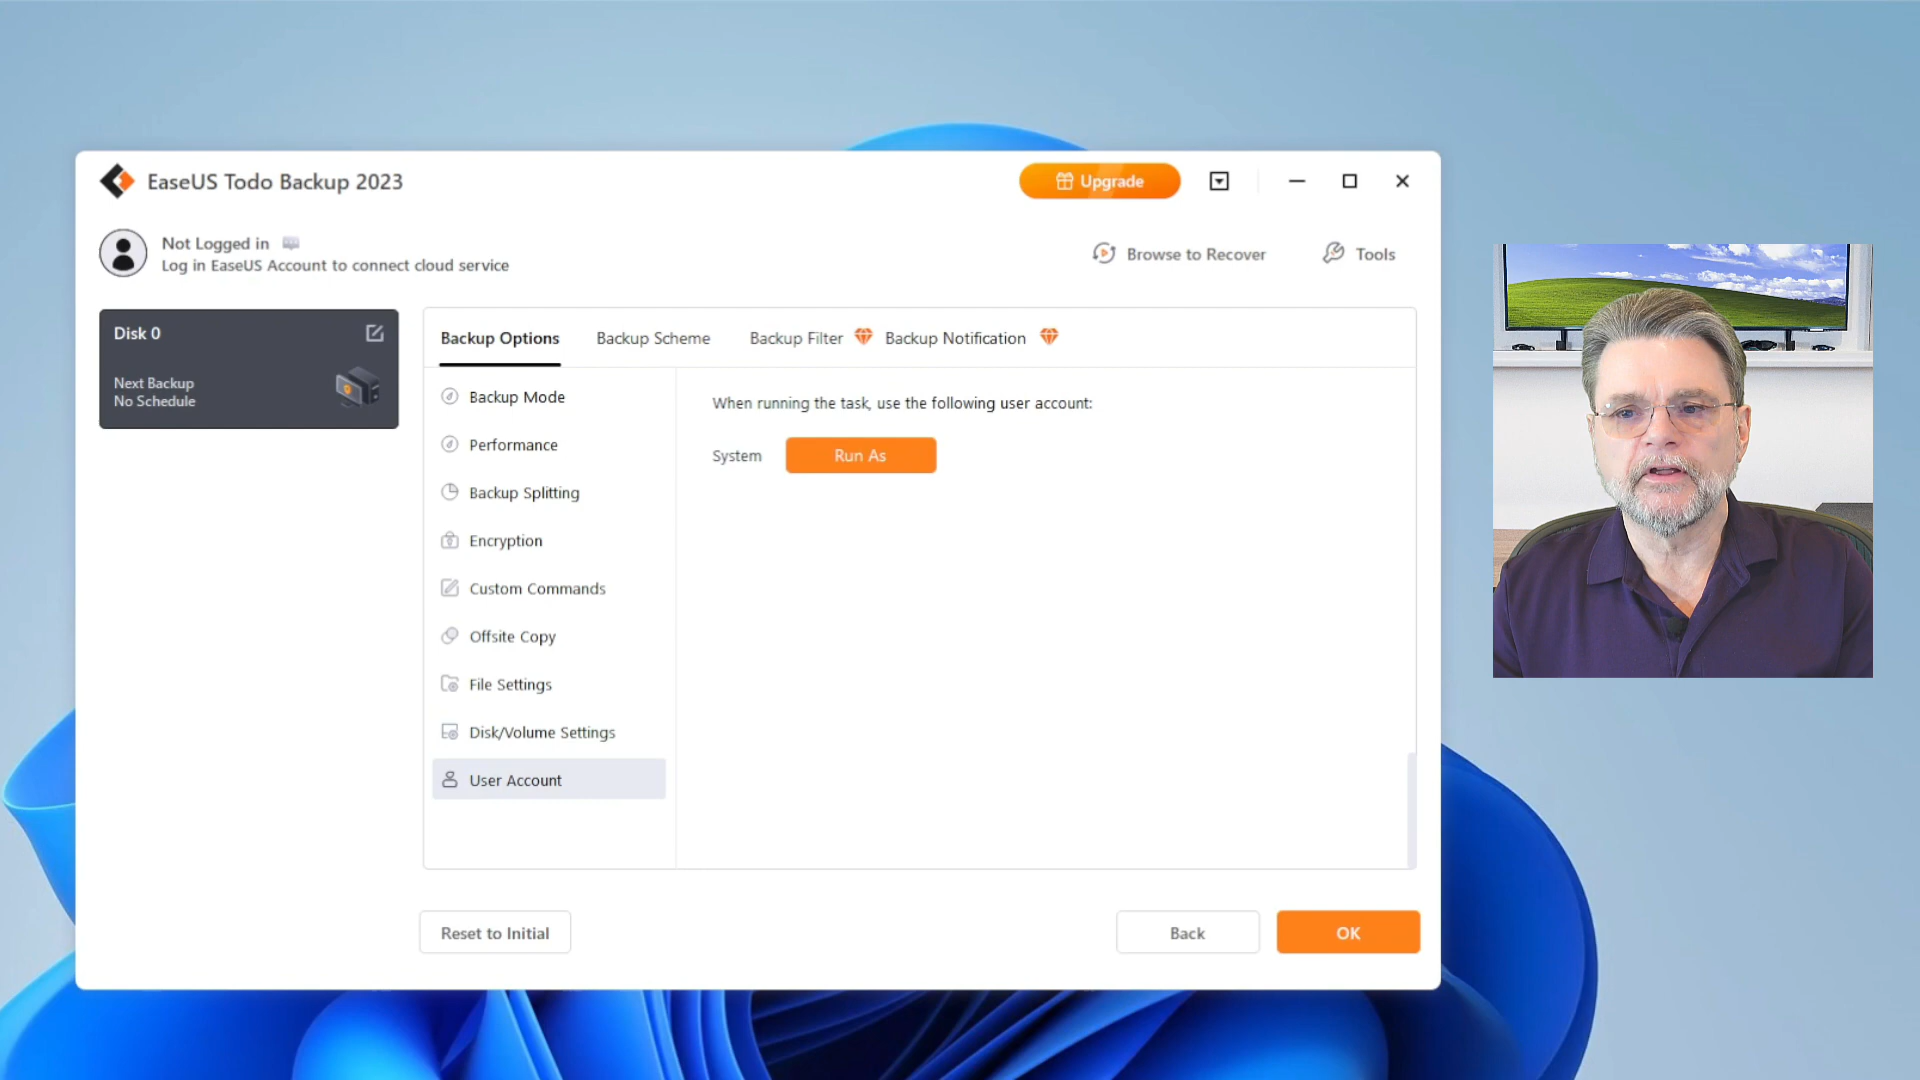 EaseUS Todo Backup 2023
Upgrade
Not Logged in
Log in EaseUS Account to connect cloud service
Browse to Recover
Tools
Disk 0
Next Backup
No Schedule
Backup Options
Backup Scheme
Backup Filter
Backup Notification
Backup Mode
Performance
Backup Splitting
Encryption
Custom Commands
Offsite Copy
File Settings
Disk/Volume Settings
User Account
When running the task, use the following user account:
System
Run As
Reset to Initial
Back
OK